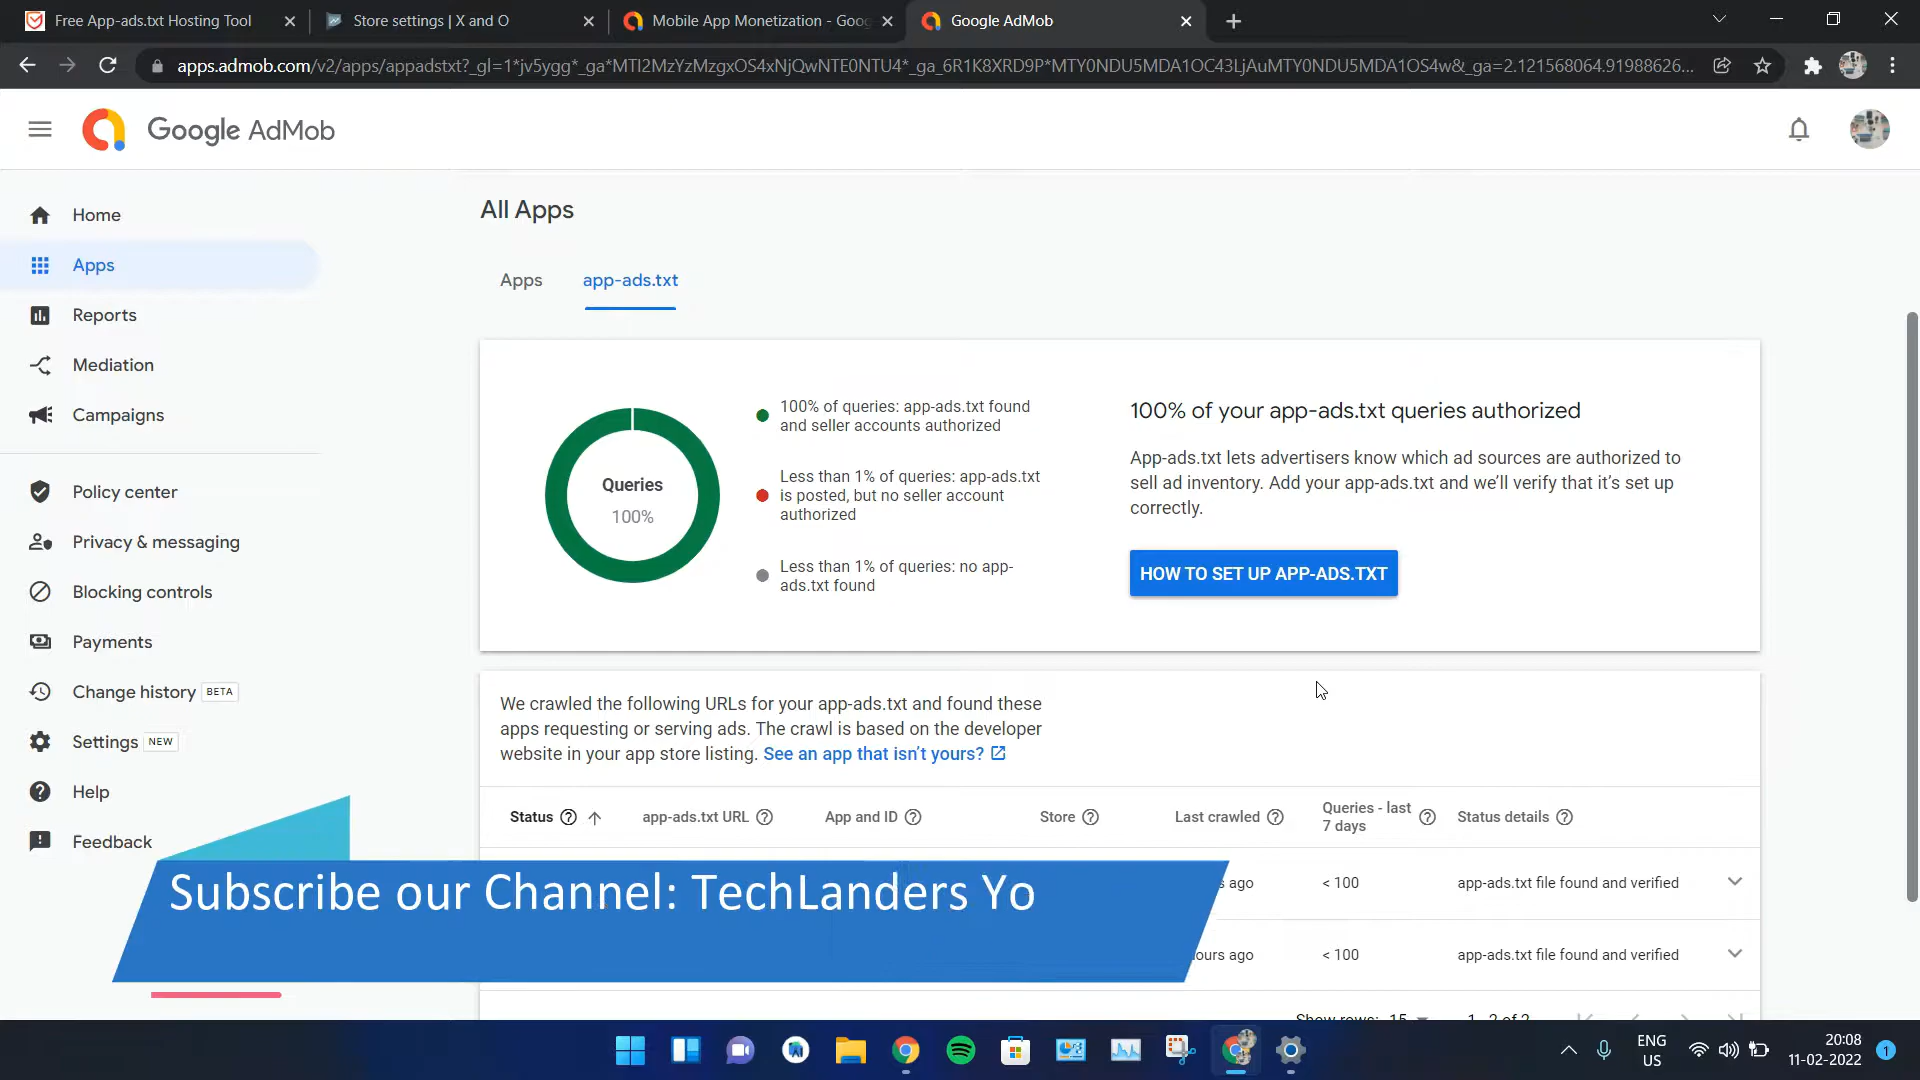 Free App-ads.txt Hosting Tool
Store settings | X and O
Mobile App Monetization - Goog
Google AdMob
apps.admob.com/v2/apps/appadstxt?_gl=1*jv5ygg*_ga*MTI2MzYzMzgxOS4xNjQwNTE0NTU4*_ga_6R1K8XRD9P*MTY0NDU5MDA1OC43LjAuMTY0NDU5MDA1OS4w&_ga=2.121568064.91988626...
Google AdMob
Home
Apps
Reports
Mediation
Campaigns
Policy center
Privacy & messaging
Blocking controls
Payments
Change history BETA
Settings NEW
Help
Feedback
All Apps
Apps
app-ads.txt
Queries
100%
100% of queries: app-ads.txt found
and seller accounts authorized
Less than 1% of queries: app-ads.txt
is posted, but no seller account
authorized
Less than 1% of queries: no app-
ads.txt found
100% of your app-ads.txt queries authorized
App-ads.txt lets advertisers know which ad sources are authorized to
sell ad inventory. Add your app-ads.txt and we'll verify that it's set up
correctly.
HOW TO SET UP APP-ADS.TXT
We crawled the following URLs for your app-ads.txt and found these
apps requesting or serving ads. The crawl is based on the developer
website in your app store listing. See an app that isn't yours?
Status
app-ads.txt URL
App and ID
Store
Last crawled
Queries - last
7 days
Status details
s ago
< 100
app-ads.txt file found and verified
ours ago
< 100
app-ads.txt file found and verified
Subscribe our Channel: TechLanders Yo
Show rows: 15
1 - 2 of 2
ENG
US
20:08
11-02-2022
1